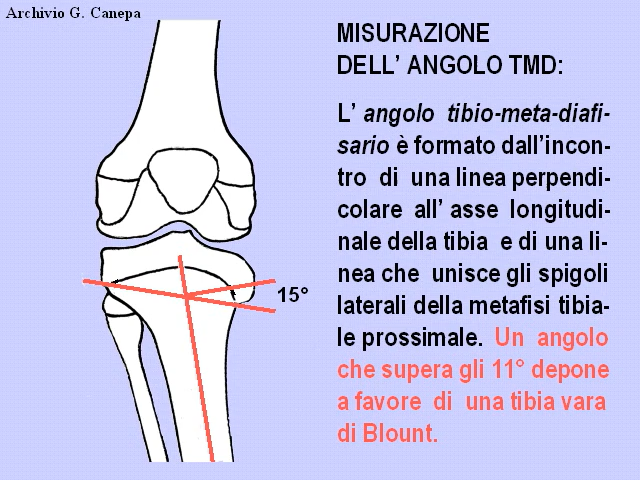 Archivio G. Canepa
MISURAZIONE
DELL' ANGOLO TMD:
L' angolo tibio-meta-diafi-
sario è formato dall'incon-
tro di una linea perpendi-
colare all' asse longitudi-
nale della tibia e di una li-
nea che unisce gli spigoli
laterali della metafisi tibia-
le prossimale. Un angolo
che supera gli 11° depone
a favore di una tibia vara
di Blount.
15°